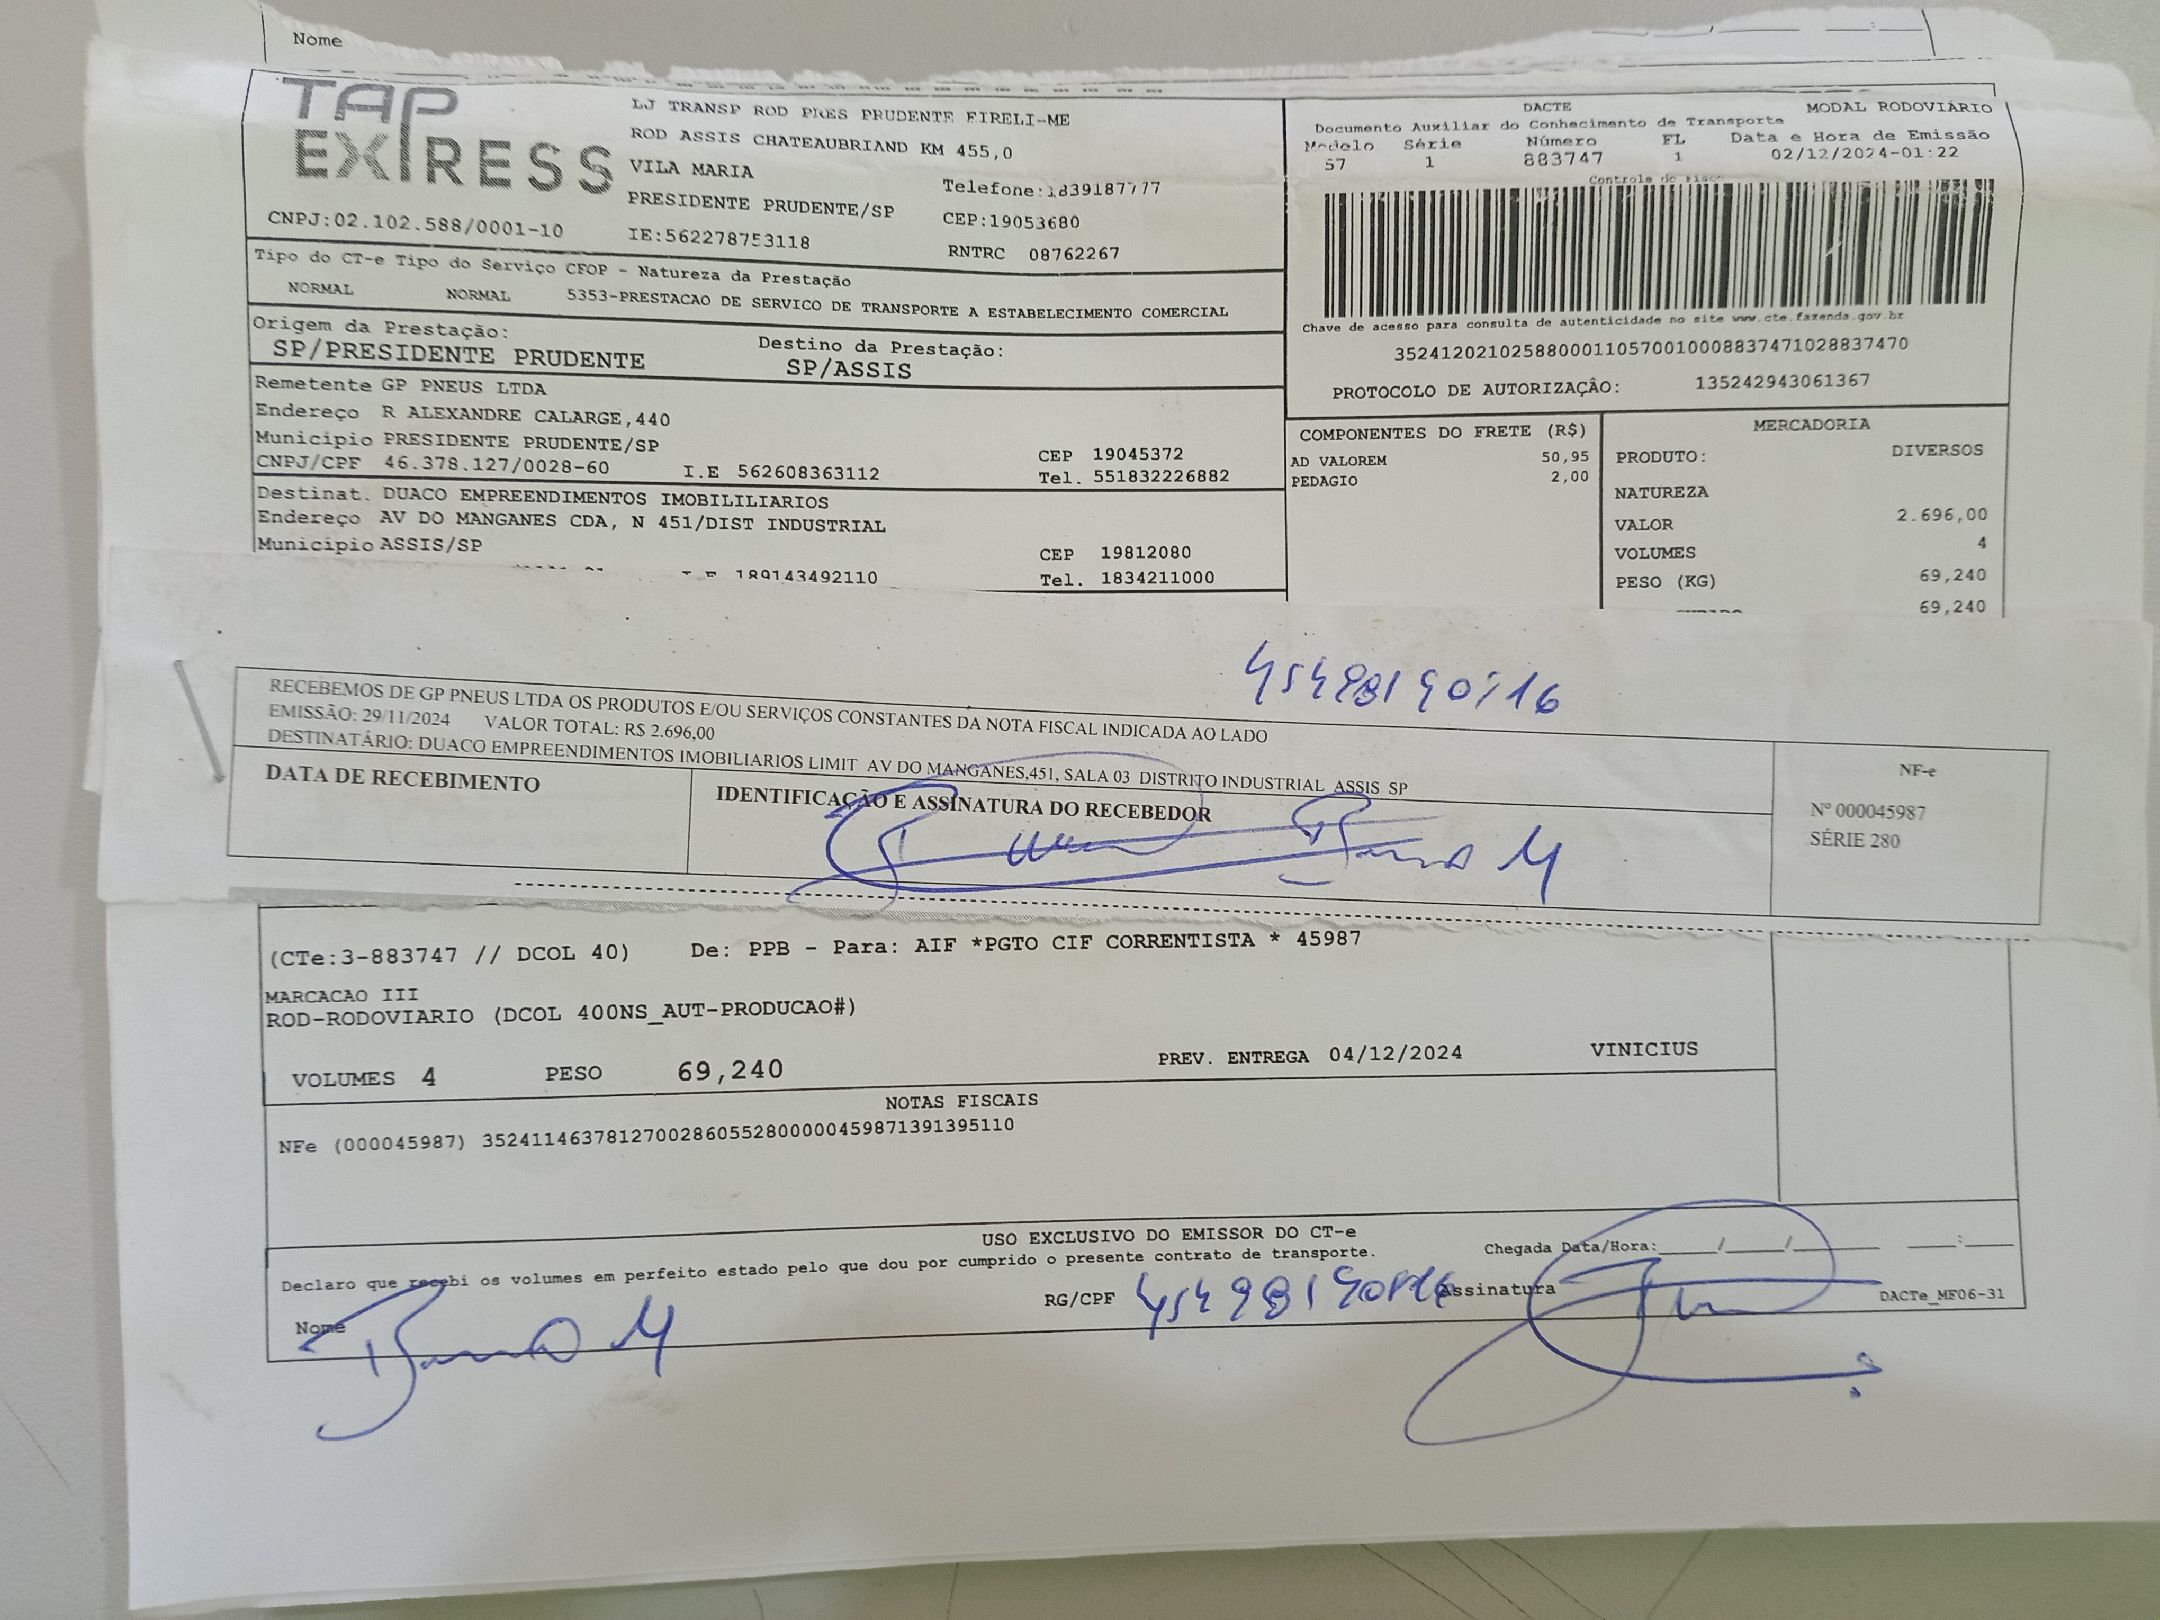 Nome
TAP EXPRESS
LJ TRANSP ROD PRES PRUDENTE EIRELI-ME
ROD ASSIS CHATEAUBRIAND KM 455,0
VILA MARIA
PRESIDENTE PRUDENTE/SP
Telefone:1839187777
CEP:19053680
CNPJ:02.102.588/0001-10
IE:562278753118
RNTRC 08762267
DACTE
MODAL RODOVIÁRIO
Documento Auxiliar do Conhecimento de Transporte
Modelo Série Número FL Data e Hora de Emissão
57 1 883747 1 02/12/2024-01:22
Controle do Fisco
Chave de acesso para consulta de autenticidade no site www.cte.fazenda.gov.br
35241202102588000110570010008837471028837470
PROTOCOLO DE AUTORIZAÇÃO: 135242943061367
Tipo do CT-e Tipo do Serviço CFOP - Natureza da Prestação
NORMAL NORMAL 5353-PRESTACAO DE SERVICO DE TRANSPORTE A ESTABELECIMENTO COMERCIAL
Origem da Prestação: Destino da Prestação:
SP/PRESIDENTE PRUDENTE SP/ASSIS
Remetente GP PNEUS LTDA
Endereço R ALEXANDRE CALARGE,440
Município PRESIDENTE PRUDENTE/SP CEP 19045372
CNPJ/CPF 46.378.127/0028-60 I.E 562608363112 Tel. 551832226882
Destinat. DUACO EMPREENDIMENTOS IMOBILILIARIOS
Endereço AV DO MANGANES CDA, N 451/DIST INDUSTRIAL
Município ASSIS/SP CEP 19812080
189143492110 Tel. 1834211000
COMPONENTES DO FRETE (R$)
AD VALOREM 50,95
PEDAGIO 2,00
MERCADORIA
PRODUTO: DIVERSOS
NATUREZA
VALOR 2.696,00
VOLUMES 4
PESO (KG) 69,240
69,240
RECEBEMOS DE GP PNEUS LTDA OS PRODUTOS E/OU SERVIÇOS CONSTANTES DA NOTA FISCAL INDICADA AO LADO
EMISSÃO: 29/11/2024 VALOR TOTAL: R$ 2.696,00
DESTINATÁRIO: DUACO EMPREENDIMENTOS IMOBILIARIOS LIMIT AV DO MANGANES,451, SALA 03 DISTRITO INDUSTRIAL ASSIS SP
DATA DE RECEBIMENTO
IDENTIFICAÇÃO E ASSINATURA DO RECEBEDOR
NF-e
Nº 000045987
SÉRIE 280
(CTe:3-883747 // DCOL 40) De: PPB - Para: AIF *PGTO CIF CORRENTISTA * 45987
MARCACAO III
ROD-RODOVIARIO (DCOL 400NS_AUT-PRODUCAO#)
VOLUMES 4 PESO 69,240 PREV. ENTREGA 04/12/2024 VINICIUS
NOTAS FISCAIS
NFe (000045987) 35241146378127002860552800000459871391395110
USO EXCLUSIVO DO EMISSOR DO CT-e
Declaro que recebi os volumes em perfeito estado pelo que dou por cumprido o presente contrato de transporte.
Chegada Data/Hora:____/____/______ ___:___
Nome
RG/CPF
Assinatura
DACTe_MF06-31